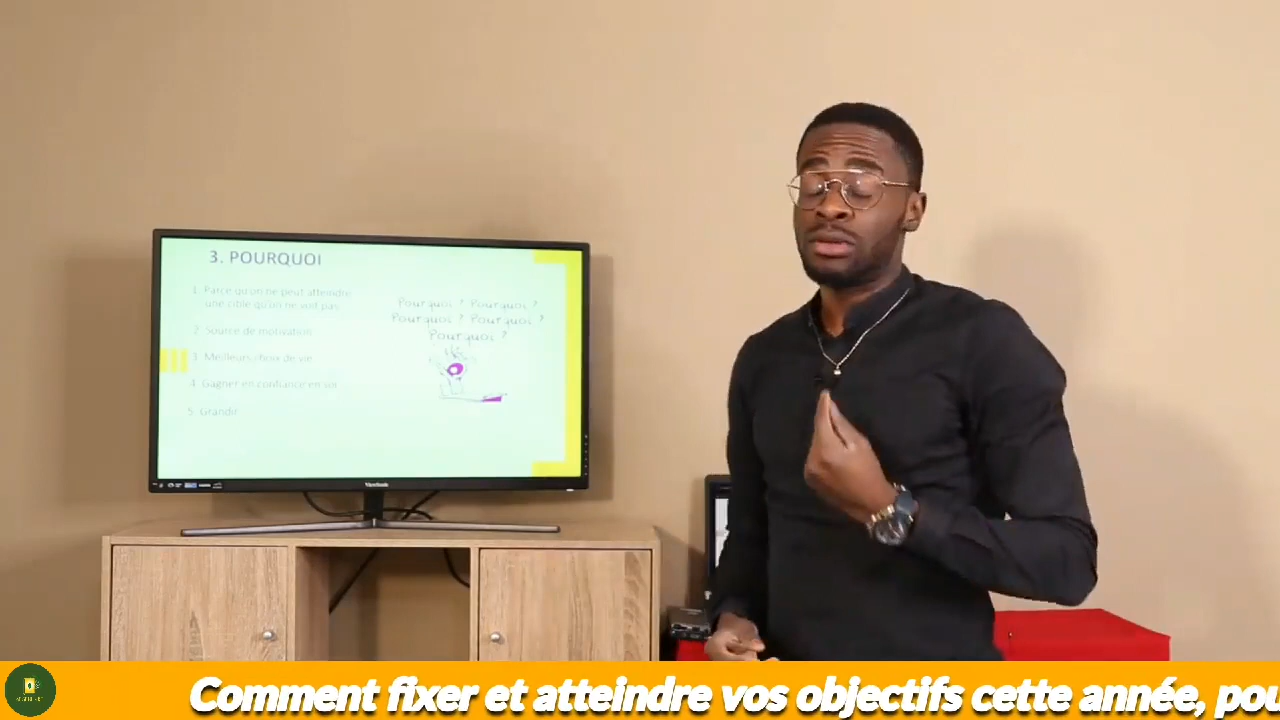 3. POURQUOI
1. Parce qu'on ne peut atteindre
une cible qu'on ne voit pas
2. Source de motivation
3. Meilleurs choix de vie
4. Gagner en confiance en soi
5. Grandir
Pourquoi ? Pourquoi ?
Pourquoi ? Pourquoi ?
Pourquoi ?
ViewSonic
Comment fixer et atteindre vos objectifs cette année, pou